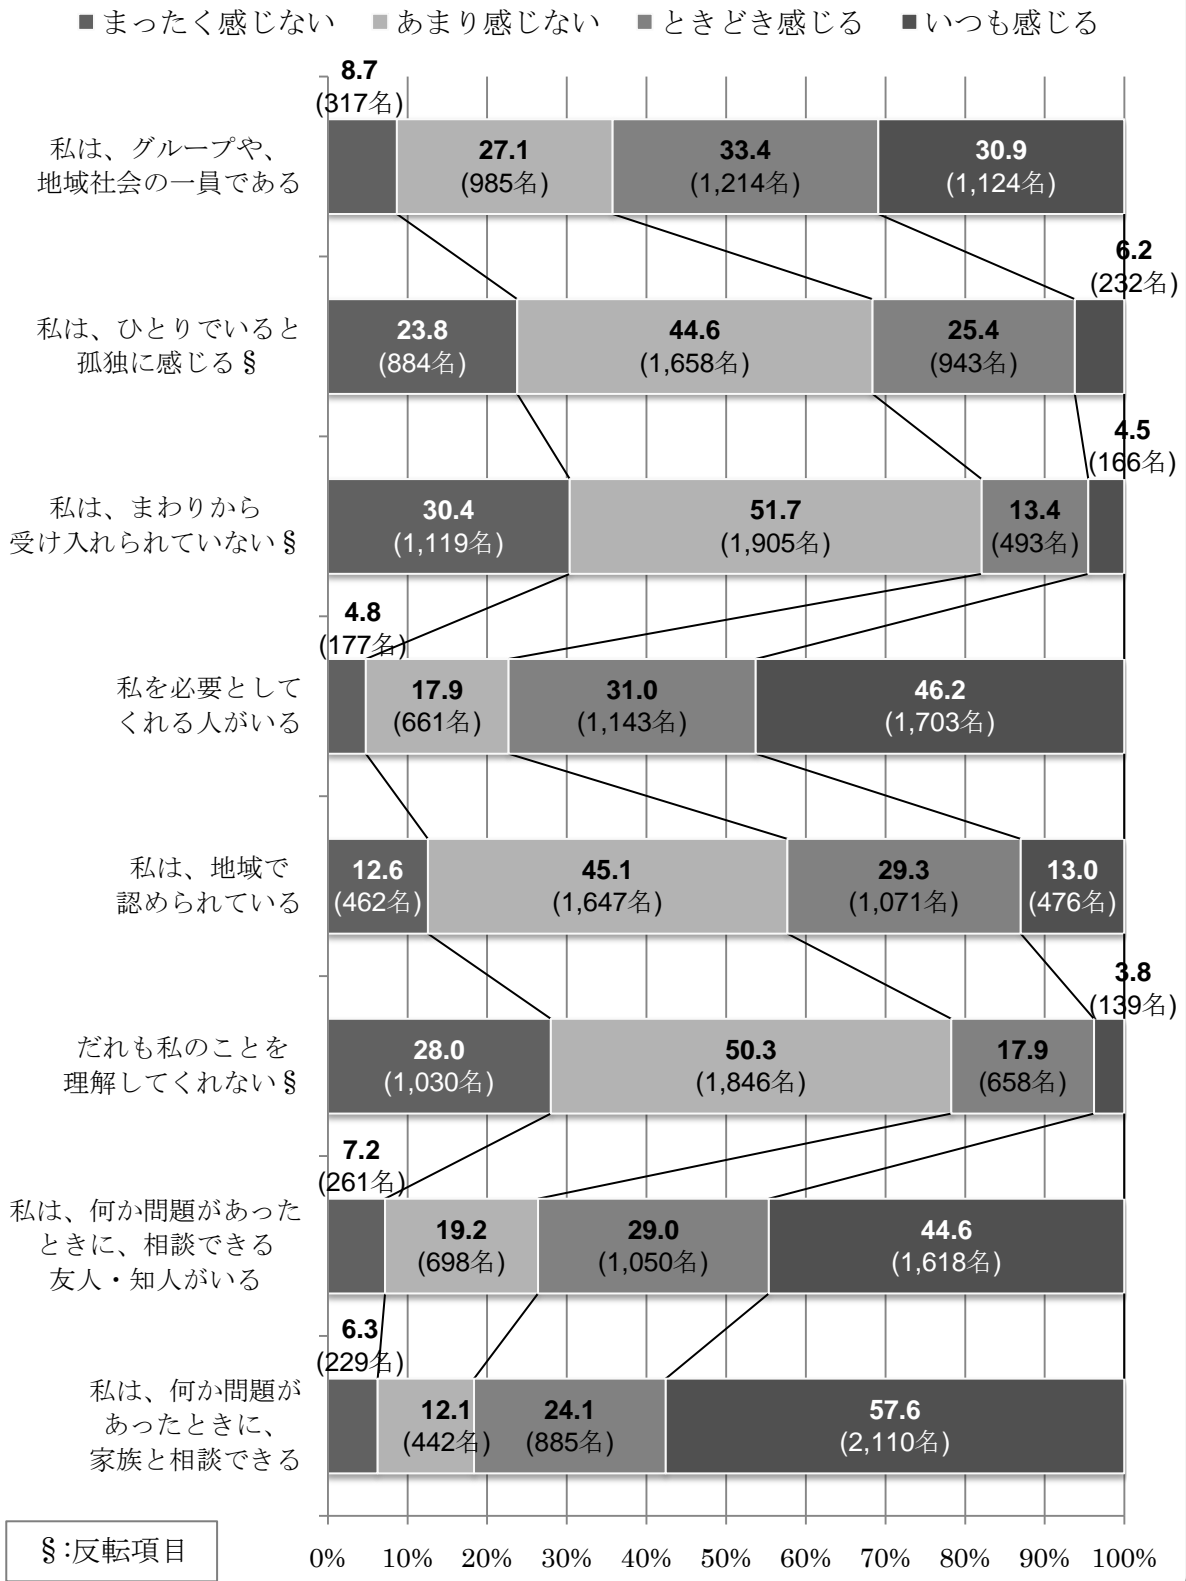 ■まったく感じない ■あまり感じない ■ときどき感じる ■いつも感じる
8.7
(317名)
私は、グループや、
地域社会の一員である
27.1
(985名)
33.4
(1,214名)
30.9
(1,124名)
6.2
(232名)
私は、ひとりでいると
孤独に感じる§
23.8
(884名)
44.6
(1,658名)
25.4
(943名)
4.5
(166名)
私は、まわりから
受け入れられていない§
30.4
(1,119名)
51.7
(1,905名)
13.4
(493名)
4.8
(177名)
私を必要として
くれる人がいる
17.9
(661名)
31.0
(1,143名)
46.2
(1,703名)
私は、地域で
認められている
12.6
(462名)
45.1
(1,647名)
29.3
(1,071名)
13.0
(476名)
3.8
(139名)
だれも私のことを
理解してくれない§
28.0
(1,030名)
50.3
(1,846名)
17.9
(658名)
7.2
(261名)
私は、何か問題があった
ときに、相談できる
友人・知人がいる
19.2
(698名)
29.0
(1,050名)
44.6
(1,618名)
6.3
(229名)
私は、何か問題が
あったときに、
家族と相談できる
12.1
(442名)
24.1
(885名)
57.6
(2,110名)
§:反転項目
0% 10% 20% 30% 40% 50% 60% 70% 80% 90% 100%